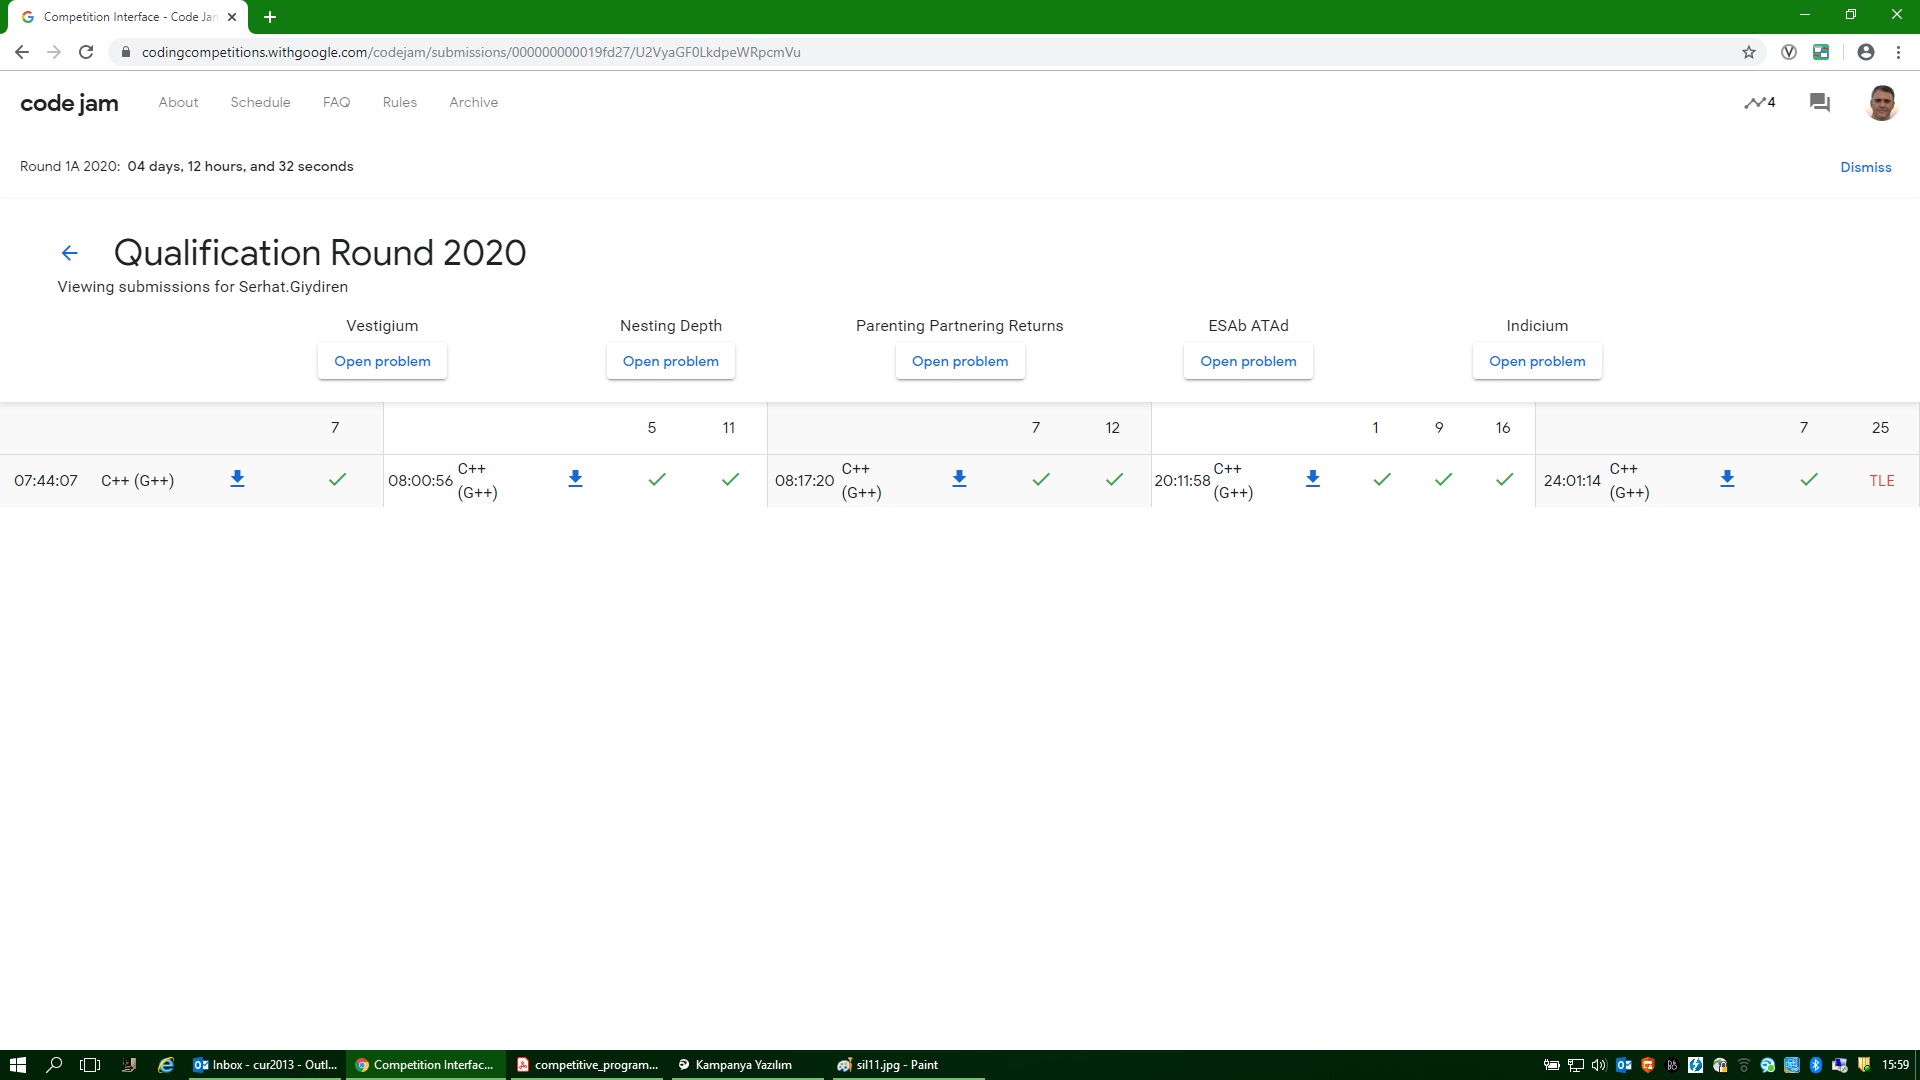 Competition Interface - Code Jam
codingcompetitions.withgoogle.com/codejam/submissions/000000000019fd27/U2VyaGF0LkdpeWRpcmVu
code jam About Schedule FAQ Rules Archive 4
Round 1A 2020: 04 days, 12 hours, and 32 seconds Dismiss
Qualification Round 2020
Viewing submissions for Serhat.Giydiren
Vestigium Nesting Depth Parenting Partnering Returns ESAb ATAd Indicium
Open problem Open problem Open problem Open problem Open problem
7 5 11 7 12 1 9 16 7 25
07:44:07 C++ (G++) 08:00:56 C++ (G++) 08:17:20 C++ (G++) 20:11:58 C++ (G++) 24:01:14 C++ (G++) TLE
Inbox - cur2013 - Outl... Competition Interfac... competitive_program... Kampanya Yazılım sil11.jpg - Paint 15:59